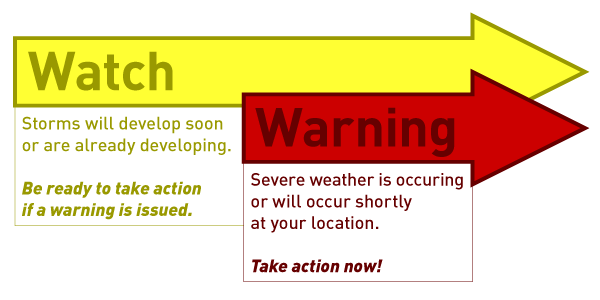 Watch
Storms will develop soon
or are already developing.
Be ready to take action
if a warning is issued.
Warning
Severe weather is occuring
or will occur shortly
at your location.
Take action now!